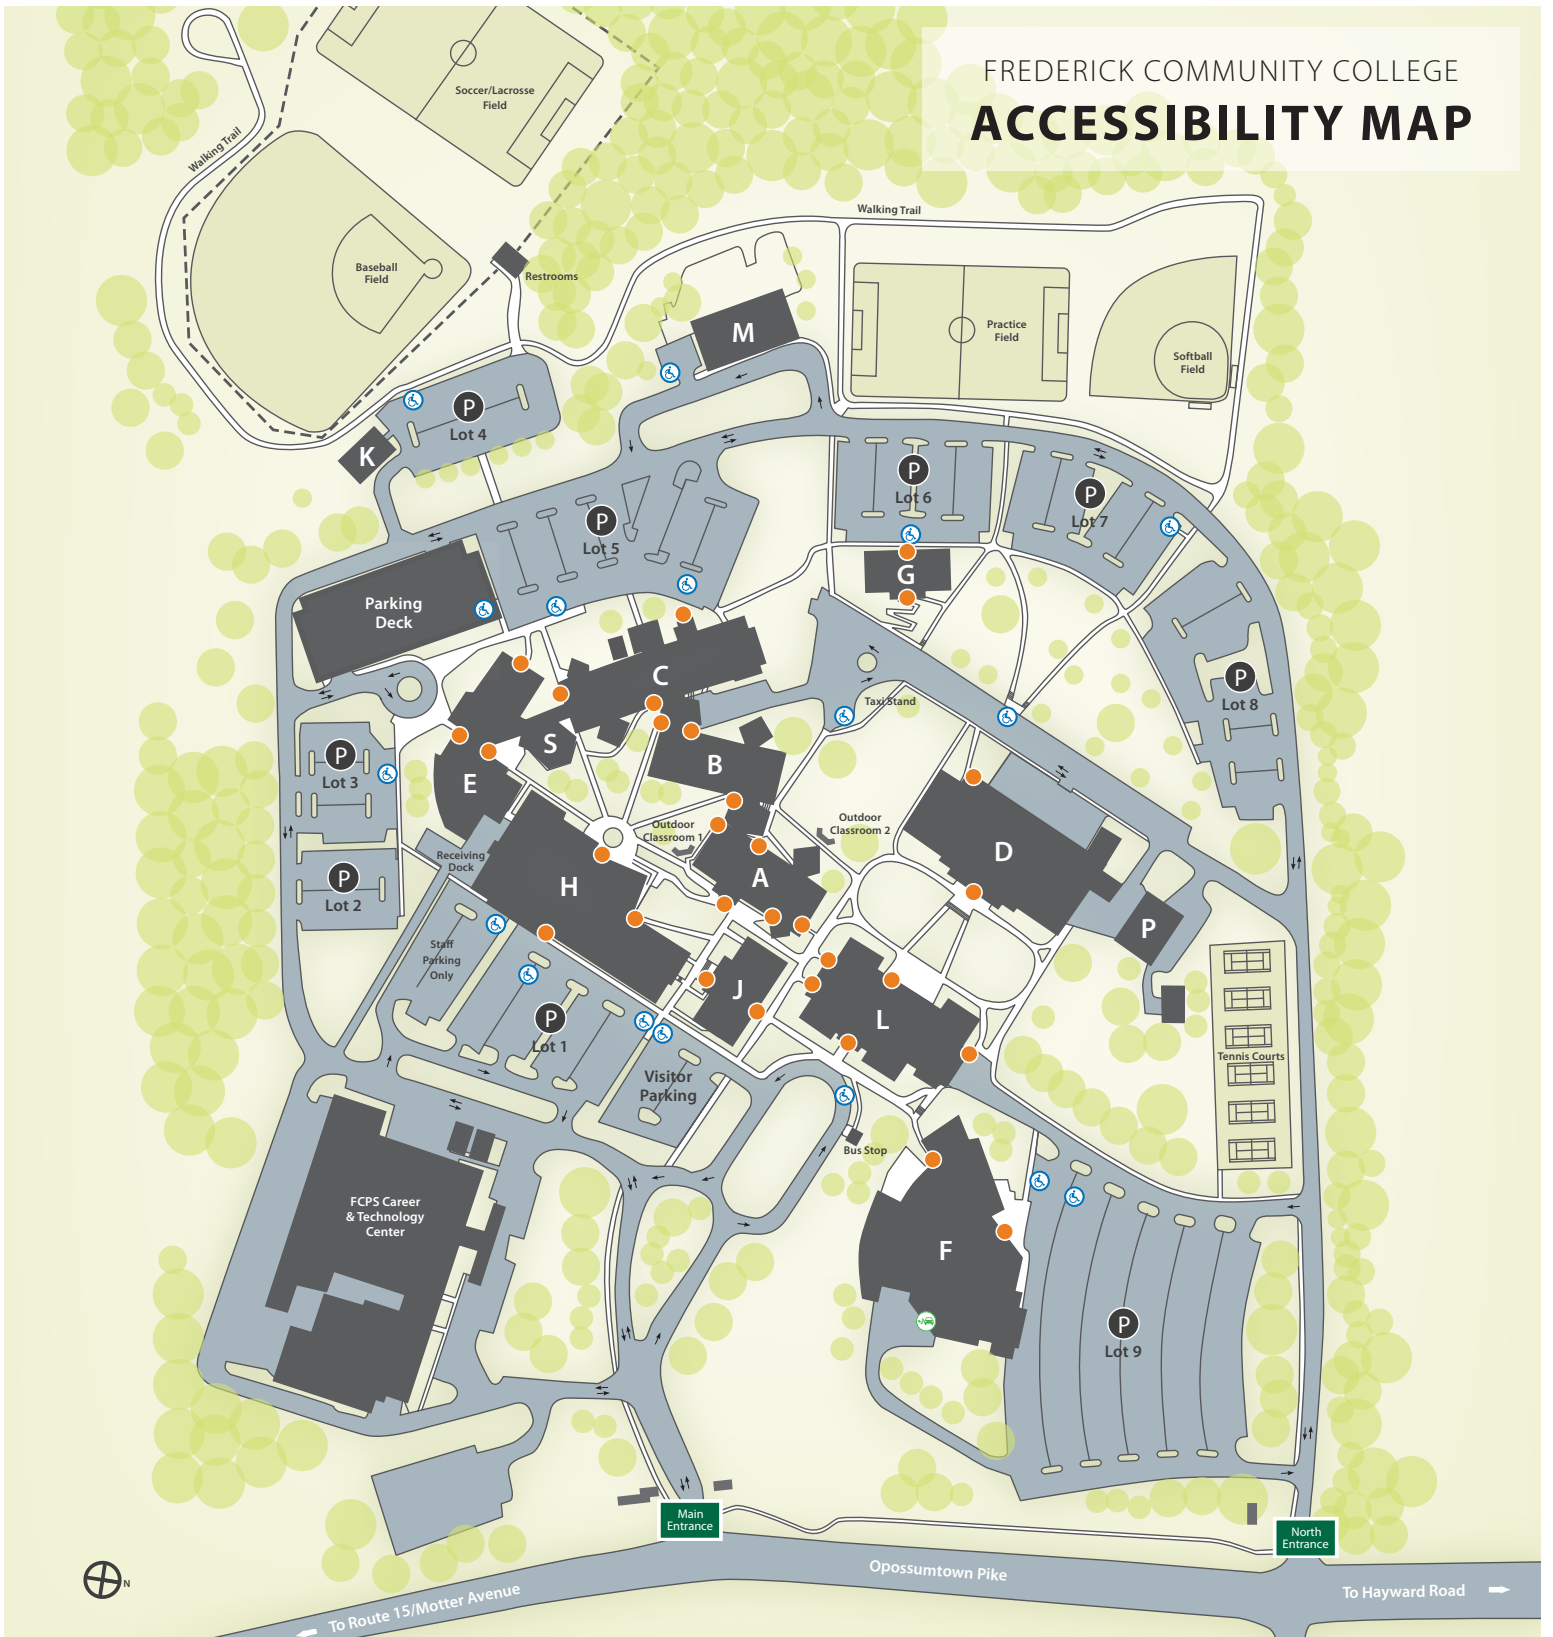 FREDERICK COMMUNITY COLLEGE
ACCESSIBILITY MAP
Soccer/Lacrosse
Field
Walking Trail
Baseball
Field
Restrooms
Walking Trail
M
Practice
Field
Softball
Field
P
Lot 4
K
P
Lot 5
P
Lot 6
P
Lot 7
G
Parking
Deck
C
Taxi Stand
P
Lot 8
S
B
E
P
Lot 3
Outdoor
Classroom 1
Outdoor
Classroom 2
D
Receiving
Dock
H
A
P
Lot 2
P
Staff
Parking
Only
J
L
P
Lot 1
Tennis Courts
Visitor
Parking
Bus Stop
FCPS Career
& Technology
Center
F
P
Lot 9
Main
Entrance
North
Entrance
N
Opossumtown Pike
To Route 15/Motter Avenue
To Hayward Road